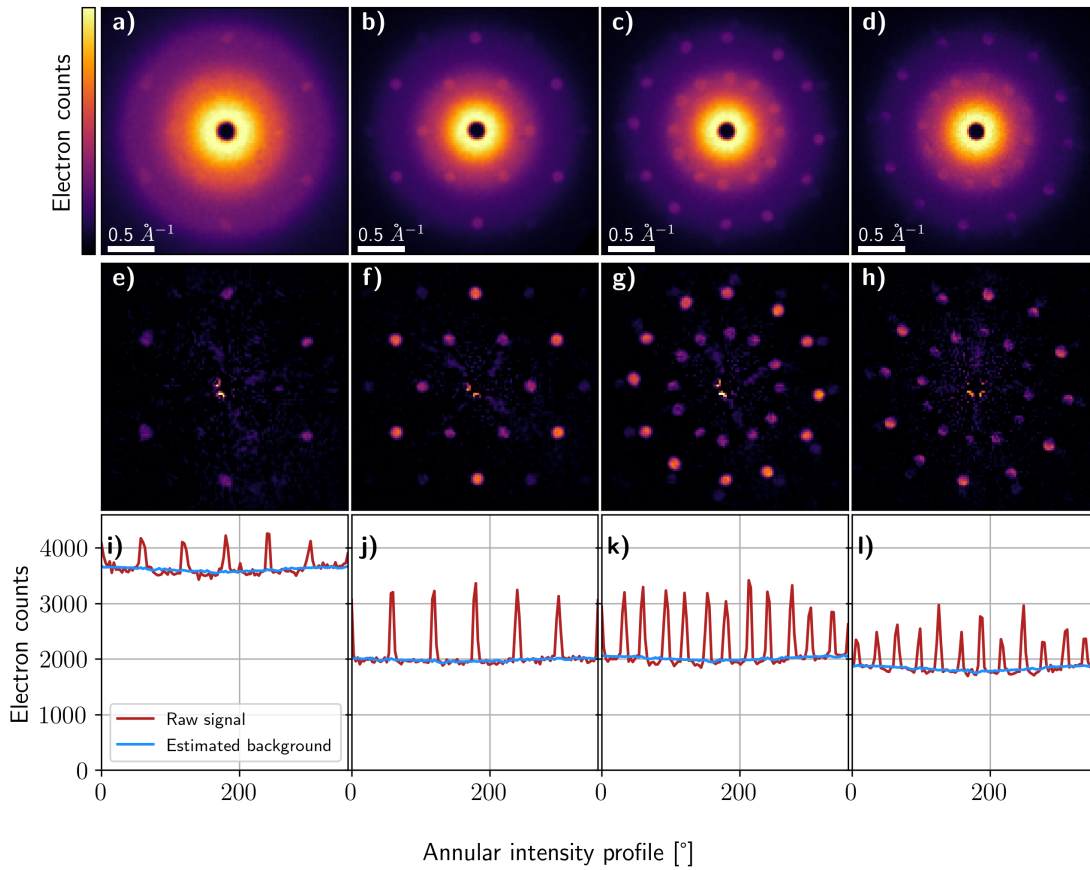 a) b) c) d)
Electron counts
0.5 Å⁻¹ 0.5 Å⁻¹ 0.5 Å⁻¹ 0.5 Å⁻¹
e) f) g) h)
i) j) k) l)
4000
3000
2000
1000
0
Electron counts
Raw signal
Estimated background
0 200 0 200 0 200 0 200
Annular intensity profile [°]